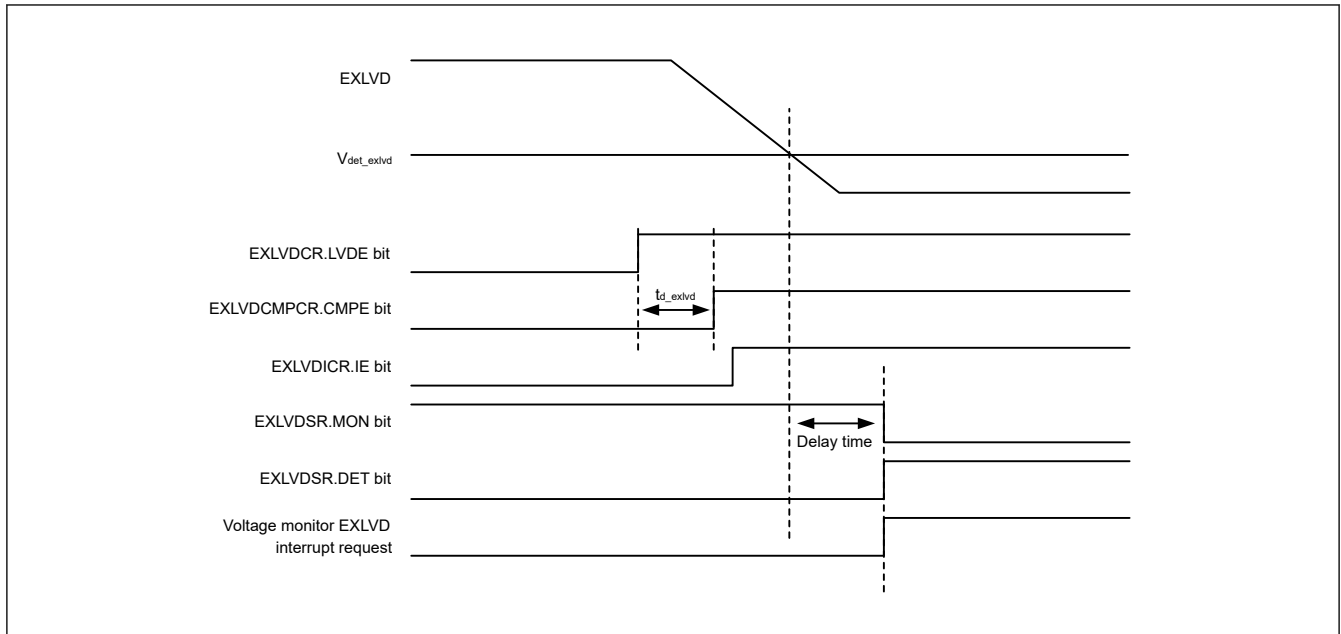 EXLVD
Vdet_exlvd
EXLVDCR.LVDE bit
td_exlvd
EXLVDCMPCR.CMPE bit
EXLVDICR.IE bit
EXLVDSR.MON bit
Delay time
EXLVDSR.DET bit
Voltage monitor EXLVD
interrupt request